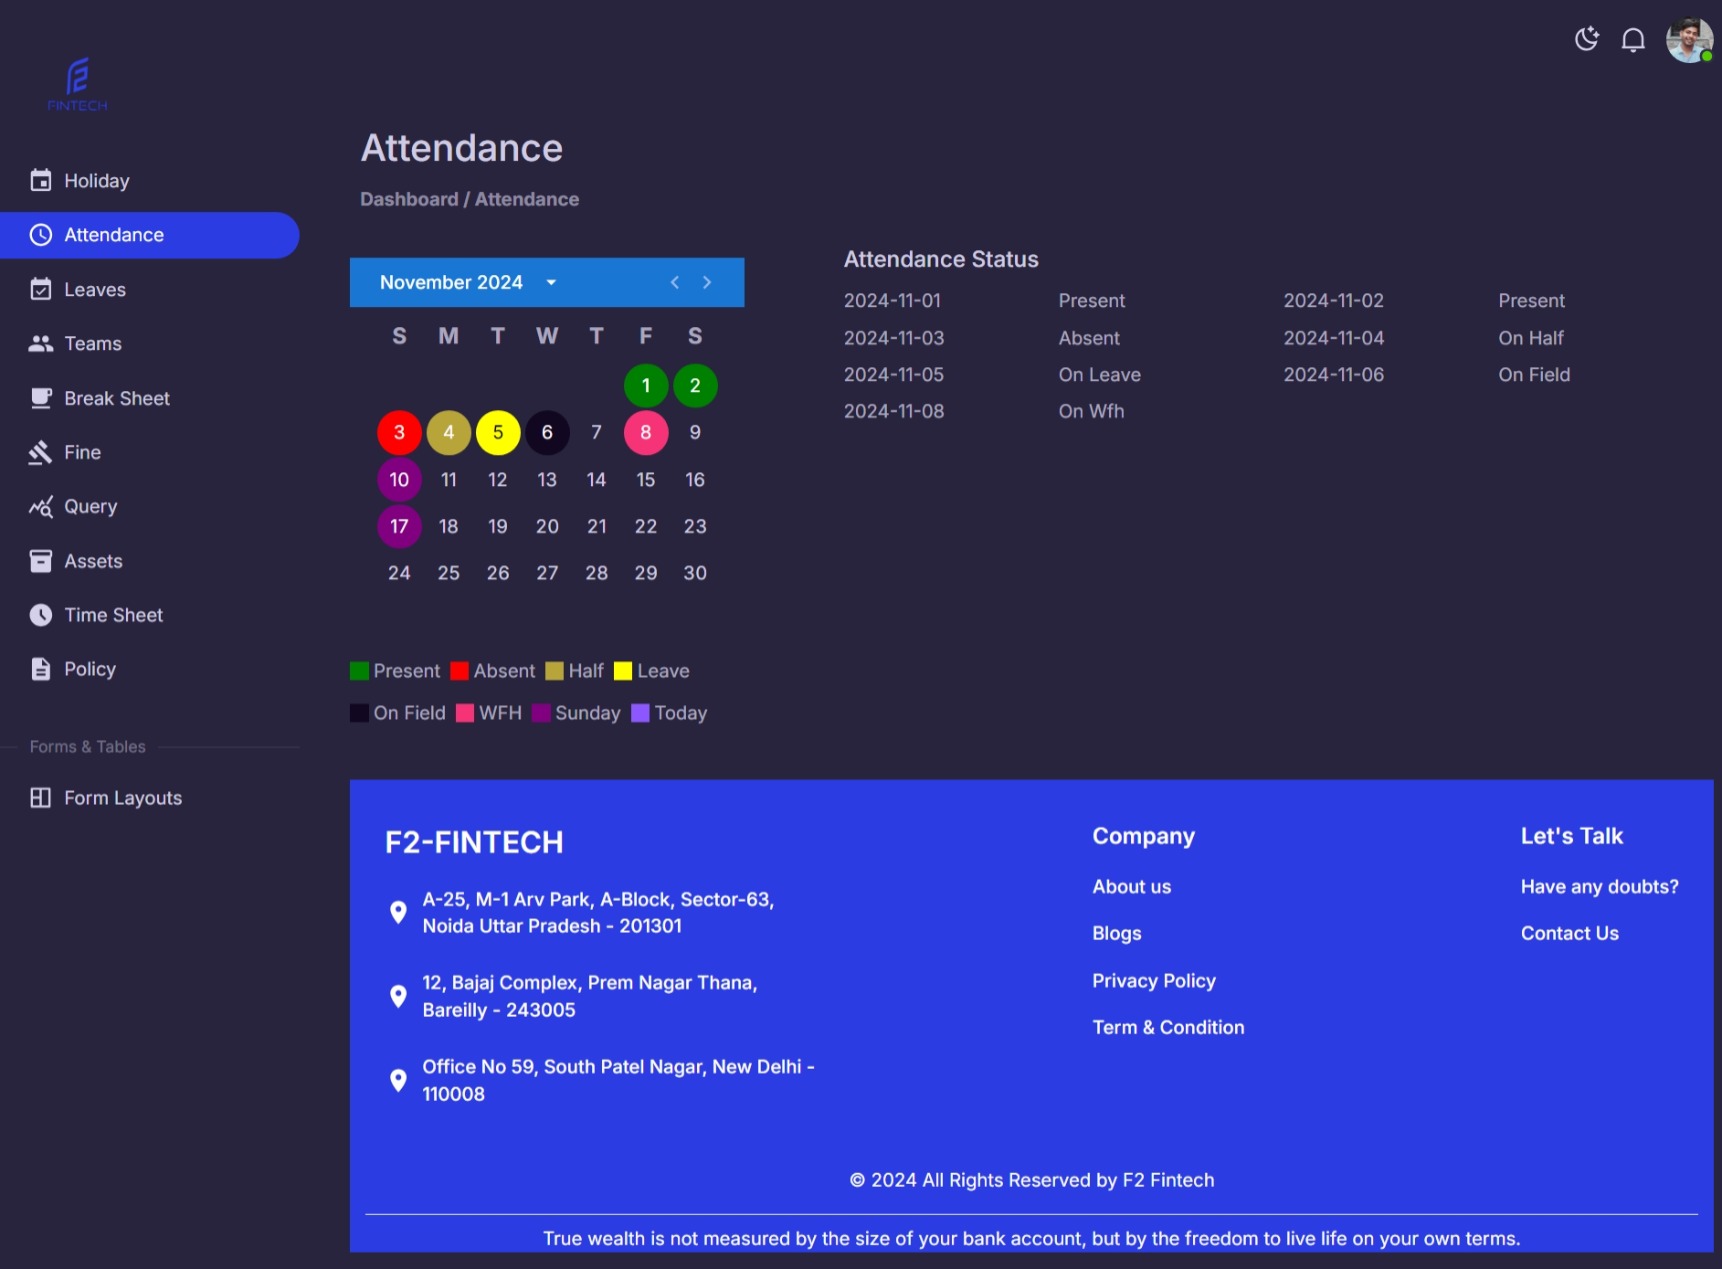 FINTECH
Holiday
Attendance
Leaves
Teams
Break Sheet
Fine
Query
Assets
Time Sheet
Policy
Forms & Tables
Form Layouts
Attendance
Dashboard / Attendance
November 2024
S M T W T F S
1 2
3 4 5 6 7 8 9
10 11 12 13 14 15 16
17 18 19 20 21 22 23
24 25 26 27 28 29 30
Present Absent Half Leave
On Field WFH Sunday Today
Attendance Status
2024-11-01 Present 2024-11-02 Present
2024-11-03 Absent 2024-11-04 On Half
2024-11-05 On Leave 2024-11-06 On Field
2024-11-08 On Wfh
F2-FINTECH
A-25, M-1 Arv Park, A-Block, Sector-63,
Noida Uttar Pradesh - 201301
12, Bajaj Complex, Prem Nagar Thana,
Bareilly - 243005
Office No 59, South Patel Nagar, New Delhi -
110008
Company
About us
Blogs
Privacy Policy
Term & Condition
Let's Talk
Have any doubts?
Contact Us
© 2024 All Rights Reserved by F2 Fintech
True wealth is not measured by the size of your bank account, but by the freedom to live life on your own terms.